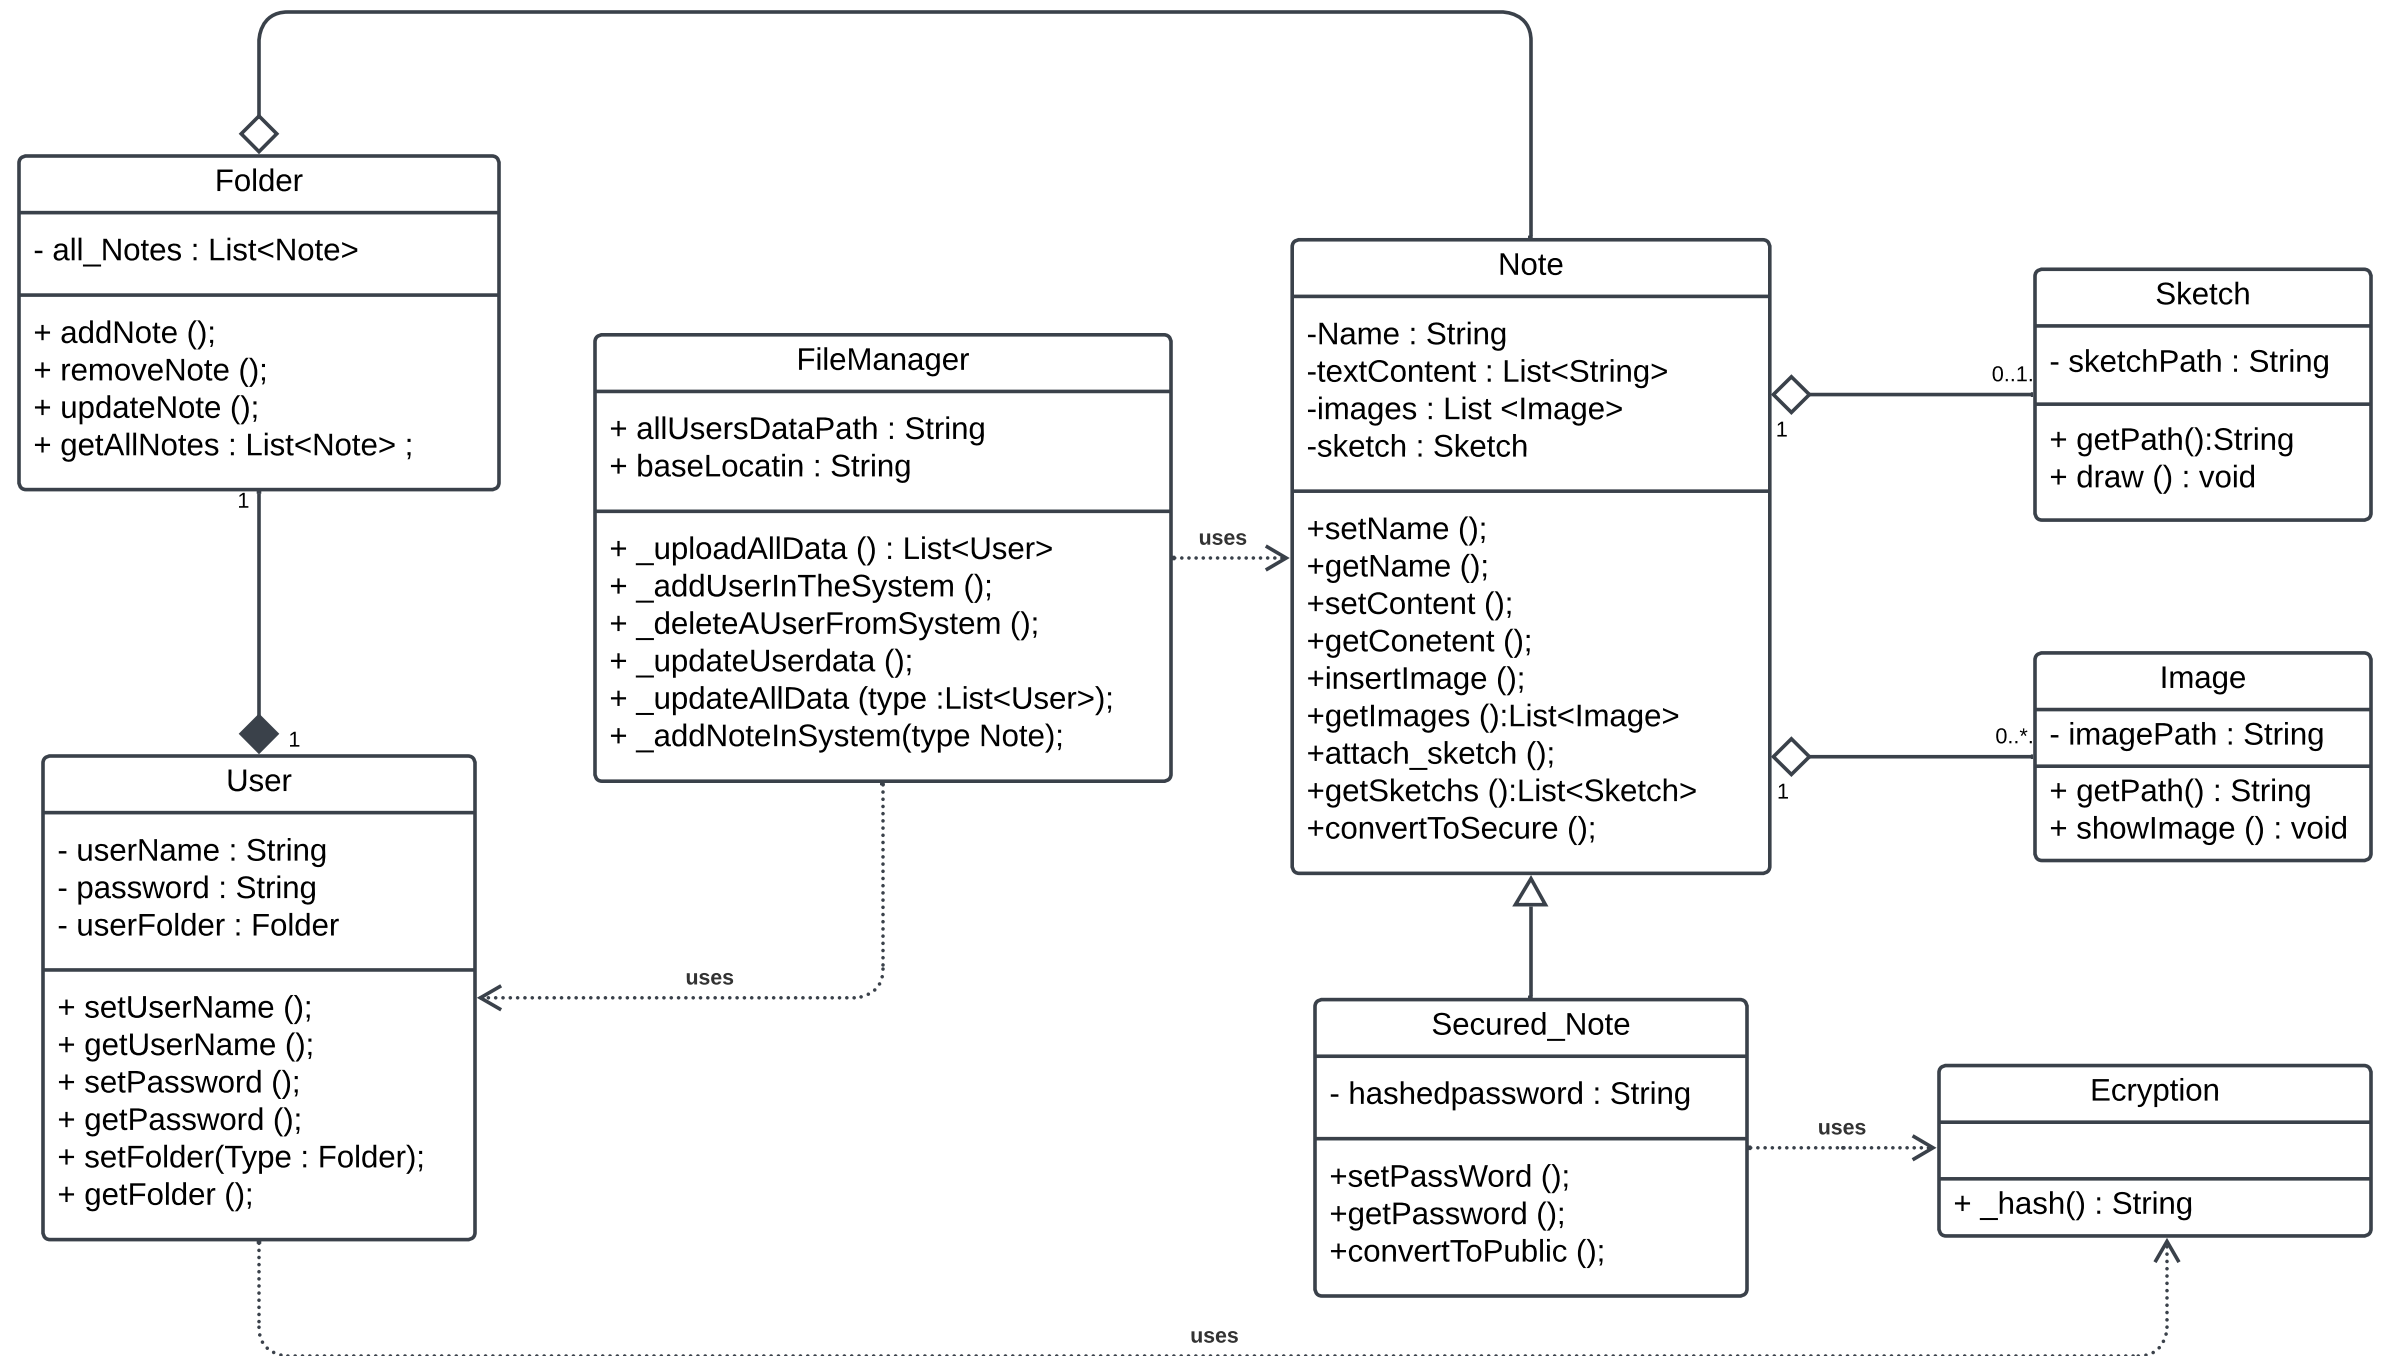 Folder
- all_Notes : List<Note>
+ addNote ();
+ removeNote ();
+ updateNote ();
+ getAllNotes : List<Note> ;
1
1
User
- userName : String
- password : String
- userFolder : Folder
+ setUserName ();
+ getUserName ();
+ setPassword ();
+ getPassword ();
+ setFolder(Type : Folder);
+ getFolder ();
FileManager
+ allUsersDataPath : String
+ baseLocatin : String
+ _uploadAllData () : List<User>
+ _addUserInTheSystem ();
+ _deleteAUserFromSystem ();
+ _updateUserdata ();
+ _updateAllData (type :List<User>);
+ _addNoteInSystem(type Note);
uses
uses
Note
-Name : String
-textContent : List<String>
-images : List <Image>
-sketch : Sketch
+setName ();
+getName ();
+setContent ();
+getConetent ();
+insertImage ();
+getImages ():List<Image>
+attach_sketch ();
+getSketchs ():List<Sketch>
+convertToSecure ();
0..1.
1
Sketch
- sketchPath : String
+ getPath():String
+ draw () : void
0..*.
1
Image
- imagePath : String
+ getPath() : String
+ showImage () : void
Secured_Note
- hashedpassword : String
+setPassWord ();
+getPassword ();
+convertToPublic ();
uses
Ecryption
+ _hash() : String
uses